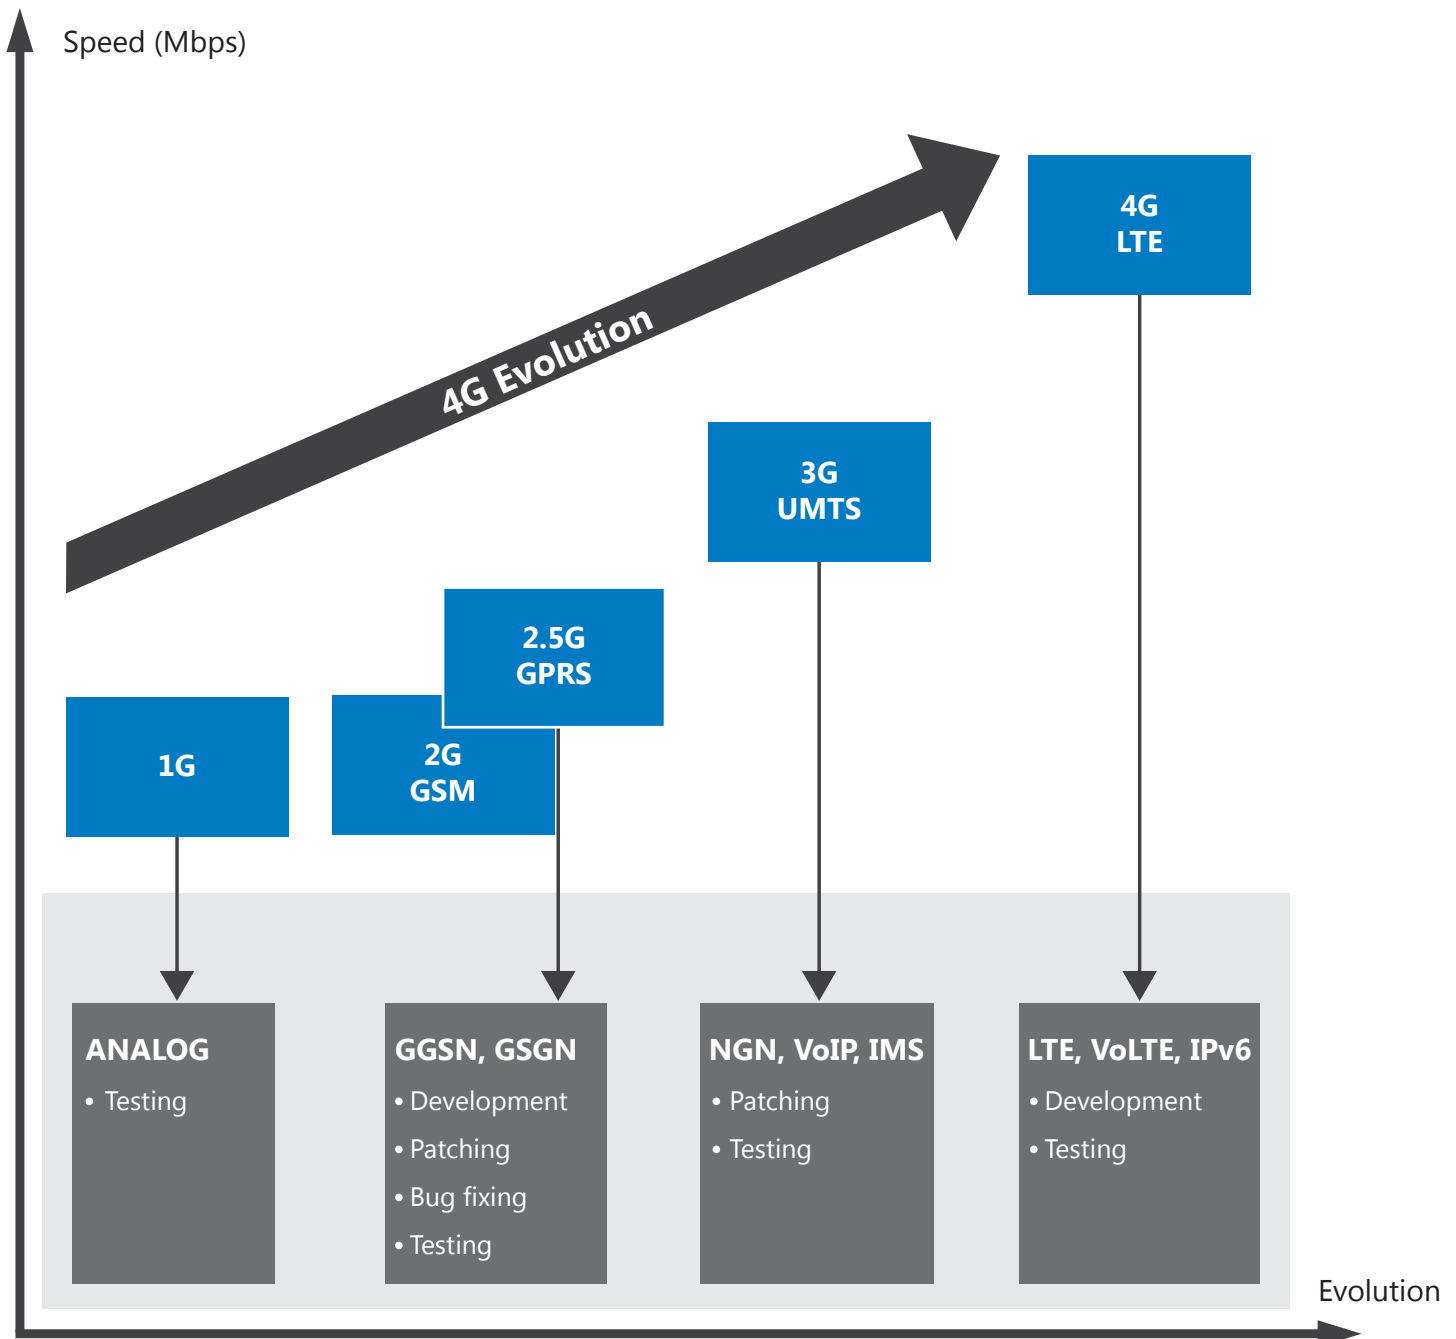 Speed (Mbps)
4G Evolution
4G
LTE
3G
UMTS
2.5G
GPRS
2G
GSM
1G
ANALOG
• Testing
GGSN, GSGN
• Development
• Patching
• Bug fixing
• Testing
NGN, VoIP, IMS
• Patching
• Testing
LTE, VoLTE, IPv6
• Development
• Testing
Evolution